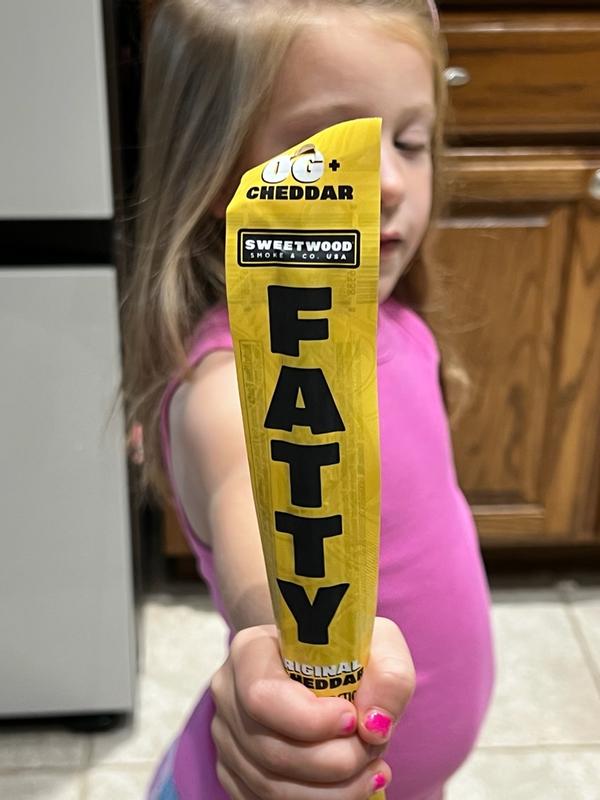 OG+
CHEDDAR
SWEETWOOD
SMOKE & CO. USA
FATTY
ORIGINAL
CHEDDAR